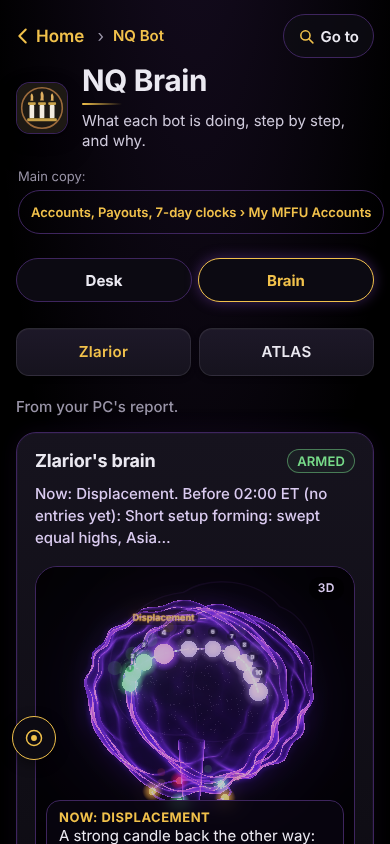 Home › NQ Bot
Go to
NQ Brain
What each bot is doing, step by step,
and why.
Main copy:
Accounts, Payouts, 7-day clocks › My MFFU Accounts
Desk
Brain
Zlarior
ATLAS
From your PC's report.
Zlarior's brain
ARMED
Now: Displacement. Before 02:00 ET (no
entries yet): Short setup forming: swept
equal highs, Asia...
3D
Displacement
NOW: DISPLACEMENT
A strong candle back the other way: